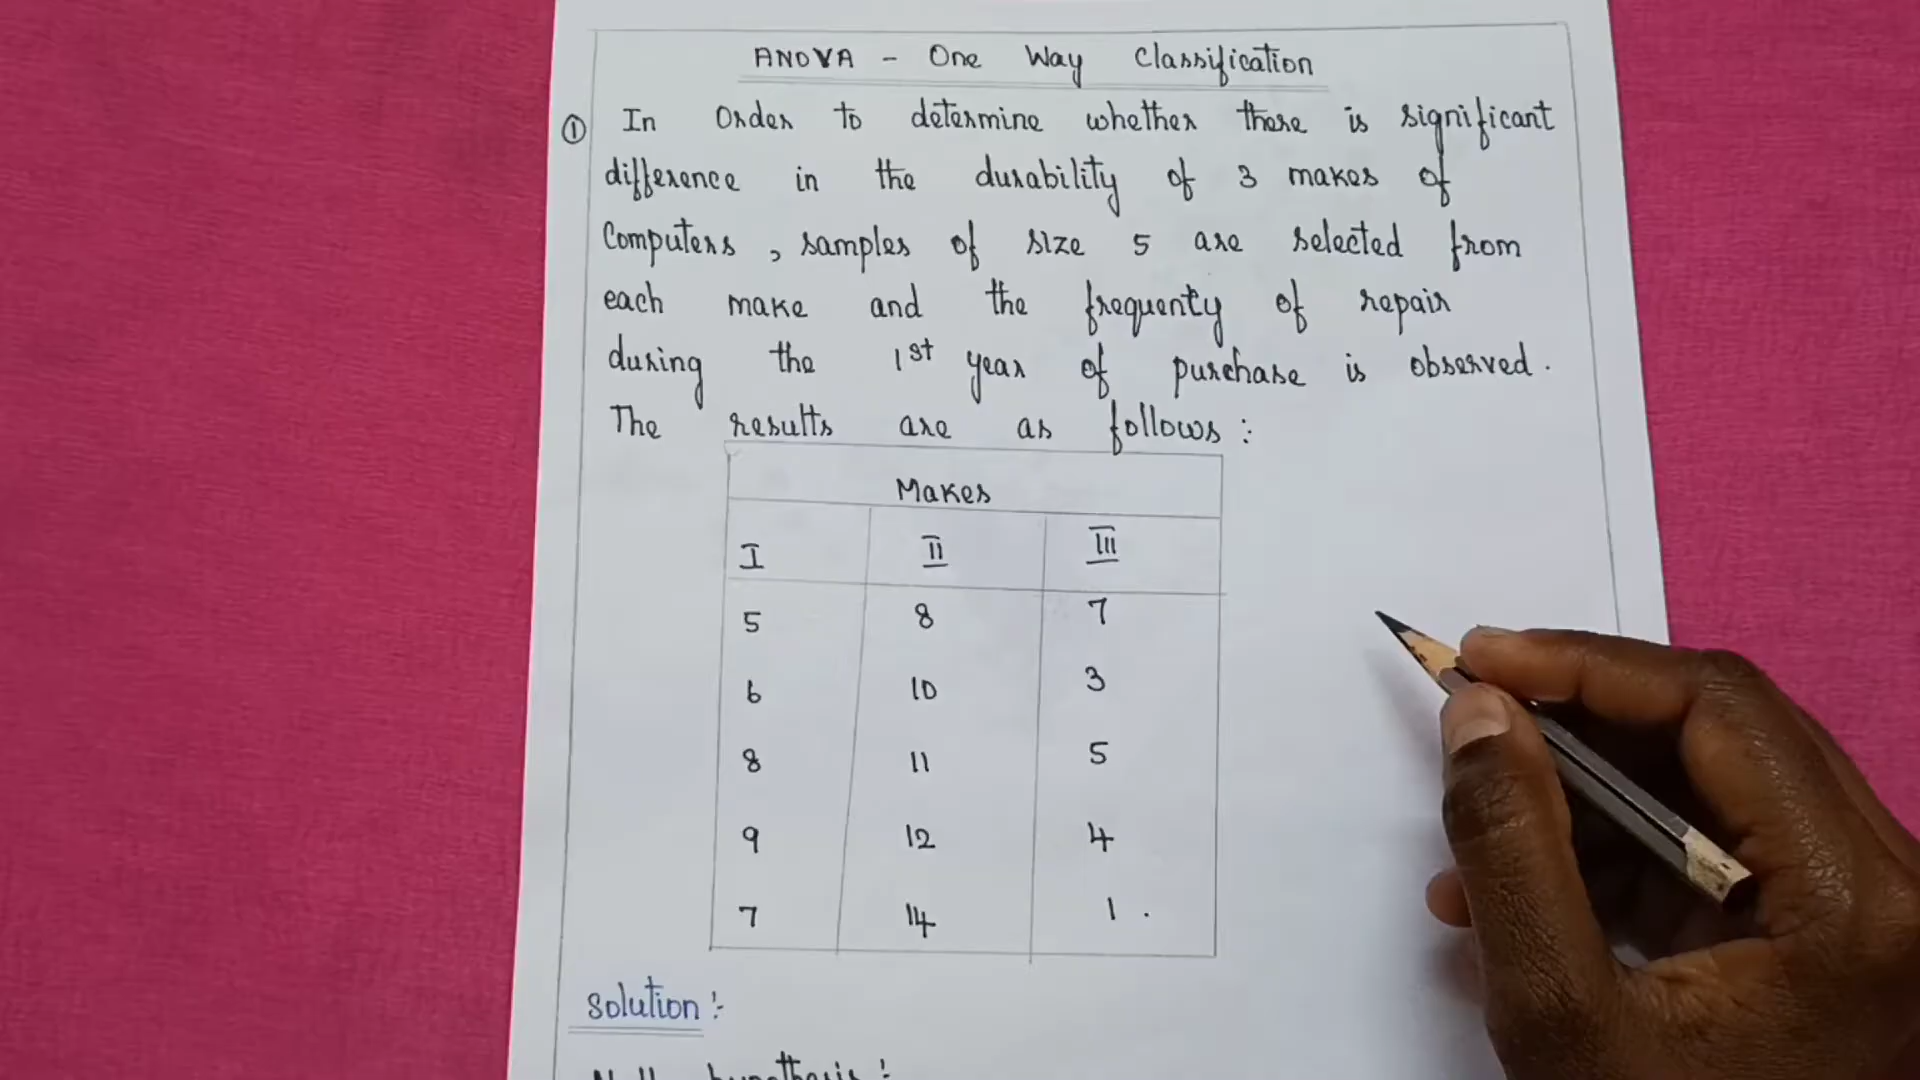 ANOVA - One Way Classification
① In Order to determine whether there is significant
difference in the durability of 3 makes of
Computers, samples of size 5 are selected from
each make and the frequenty of repair
during the 1st year of purchase is observed.
The results are as follows:
Makes
I II III
5 8 7
6 10 3
8 11 5
9 12 4
7 14 1.
Solution:-
hypothesis: